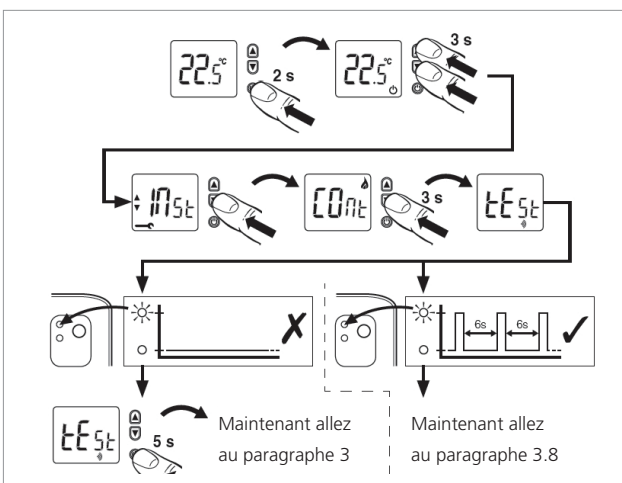 22.5°C
2 s
22.5°C
3 s
INSt
CONt
3 s
tESt
X
6s 6s
✓
tESt
5 s
Maintenant allez
au paragraphe 3
Maintenant allez
au paragraphe 3.8